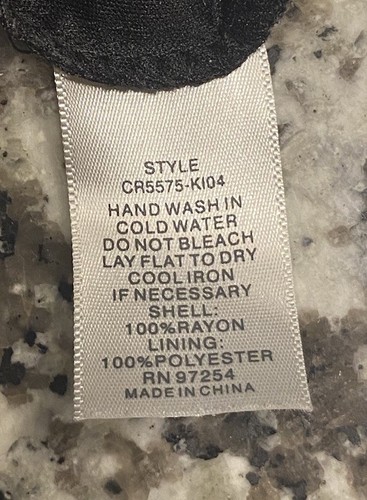 STYLE
CR5575-KI04
HAND WASH IN
COLD WATER
DO NOT BLEACH
LAY FLAT TO DRY
COOL IRON
IF NECESSARY
SHELL:
100%RAYON
LINING:
100%POLYESTER
RN 97254
MADE IN CHINA